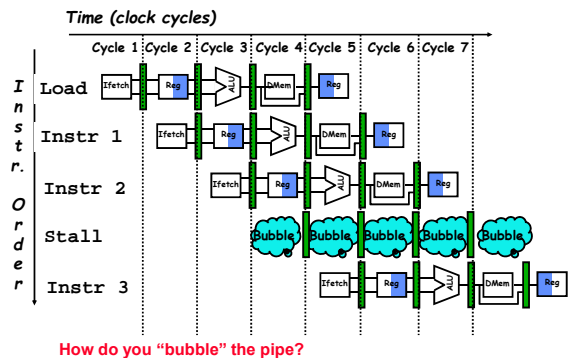 Time (clock cycles)
Cycle 1 Cycle 2 Cycle 3 Cycle 4 Cycle 5 Cycle 6 Cycle 7
Instr. Order
Load Ifetch Reg ALU DMem Reg
Instr 1 Ifetch Reg ALU DMem Reg
Instr 2 Ifetch Reg ALU DMem Reg
Stall Bubble Bubble Bubble Bubble Bubble
Instr 3 Ifetch Reg ALU DMem Reg
How do you “bubble” the pipe?